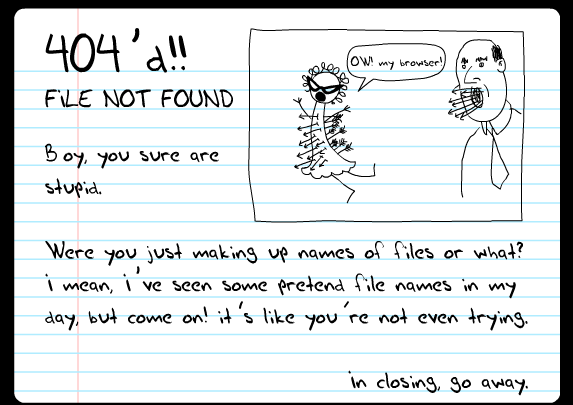 404'd!!
FiLE NOT FOUND
OW! my browser!
Boy, you sure are
stupid.
Were you just making up names of files or what?
i mean, i've seen some pretend file names in my
day, but come on! it's like you're not even trying.
in closing, go away.